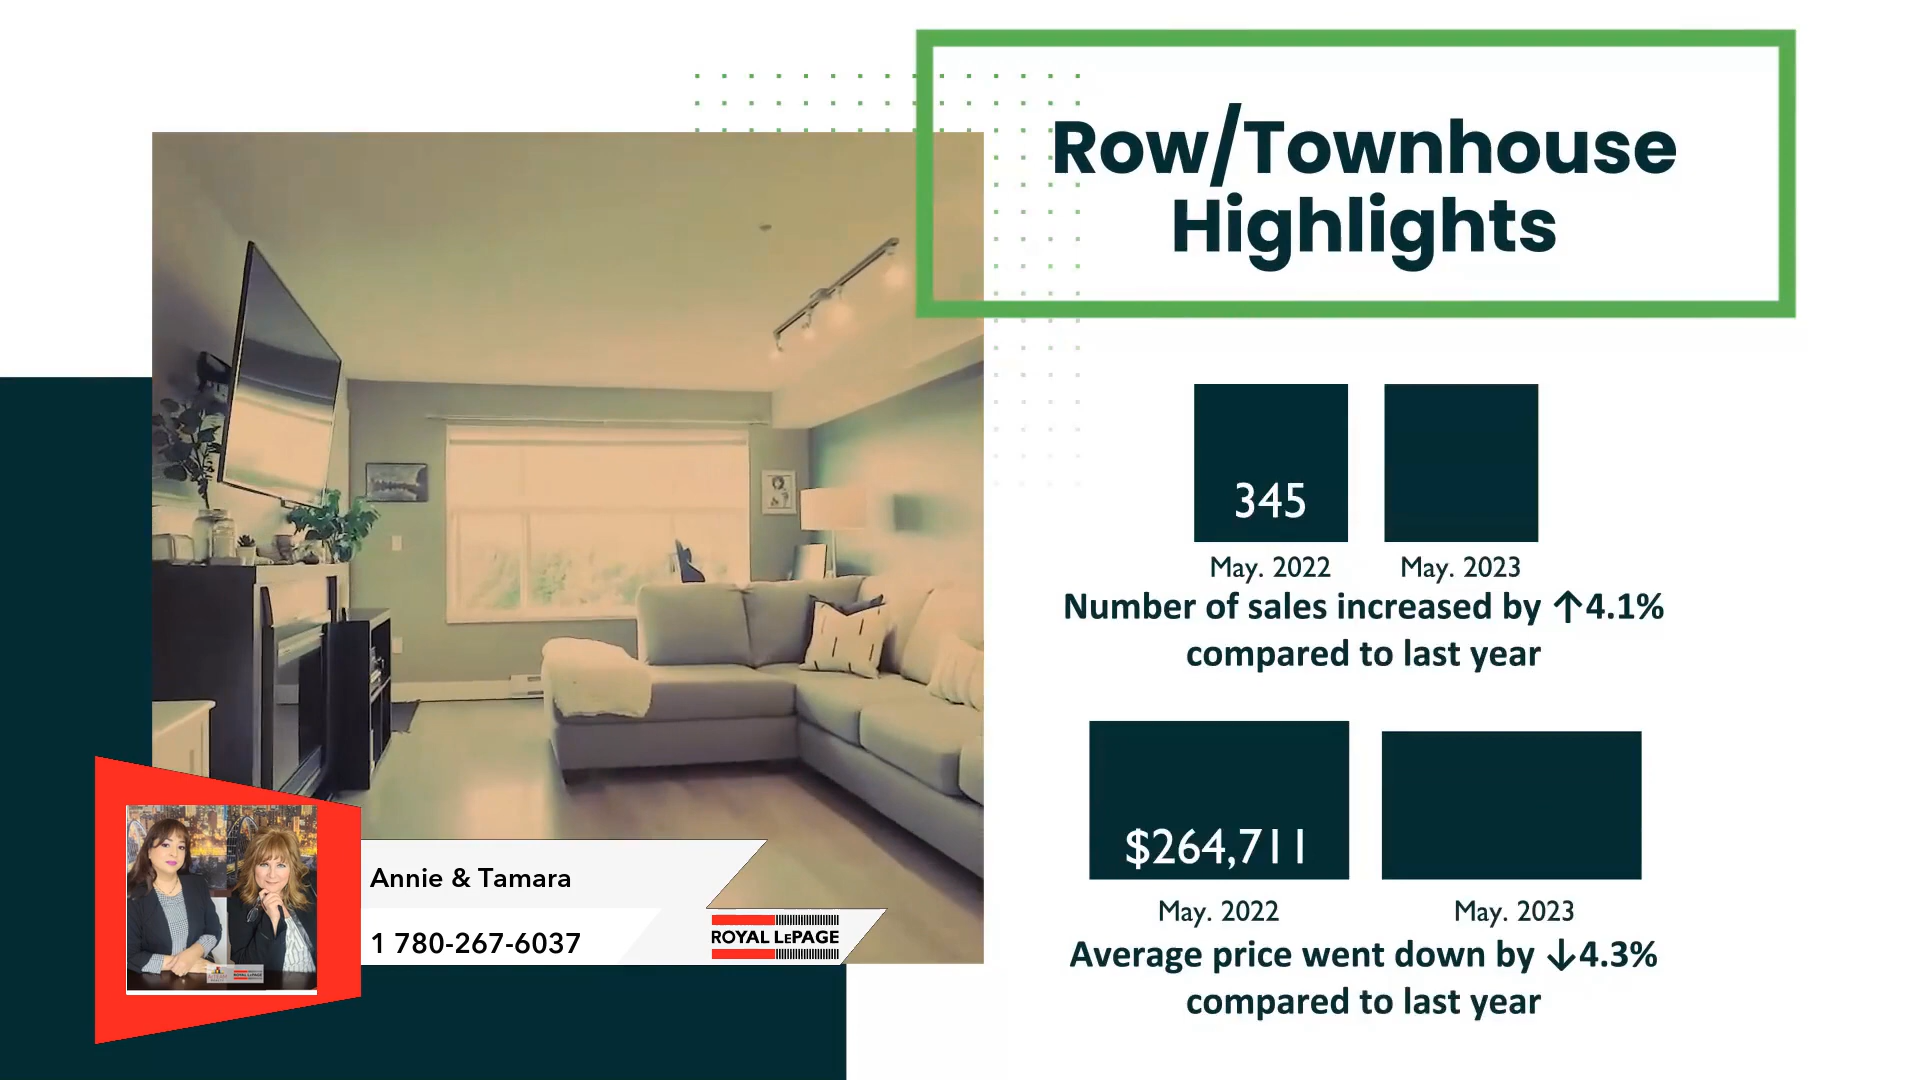 Row/Townhouse
Highlights
345
May. 2022
May. 2023
Number of sales increased by ↑4.1%
compared to last year
$264,711
May. 2022
May. 2023
Average price went down by ↓4.3%
compared to last year
Annie & Tamara
1 780-267-6037
ROYAL LEPAGE